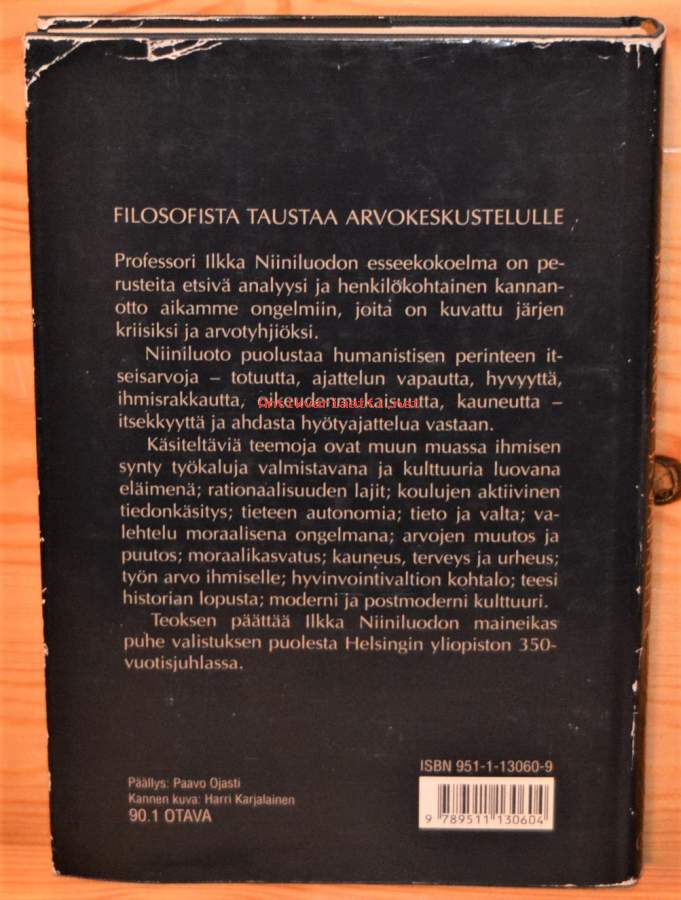 FILOSOFISTA TAUSTAA ARVOKESKUSTELULLE
Professori Ilkka Niiniluodon esseekokoelma on pe-
rusteita etsivä analyysi ja henkilökohtainen kannan-
otto aikamme ongelmiin, joita on kuvattu järjen
kriisiksi ja arvotyhjiöksi.
Niiniluoto puolustaa humanistisen perinteen it-
seisarvoja – totuutta, ajattelun vapautta, hyvyyttä,
ihmisrakkautta, oikeudenmukaisuutta, kauneutta –
itsekkyyttä ja ahdasta hyötyajattelua vastaan.
Käsiteltäviä teemoja ovat muun muassa ihmisen
synty työkaluja valmistavana ja kulttuuria luovana
eläimenä; rationaalisuuden lajit; koulujen aktiivinen
tiedonkäsitys; tieteen autonomia; tieto ja valta; va-
lehtelu moraalisena ongelmana; arvojen muutos ja
puutos; moraalikasvatus; kauneus, terveys ja urheus;
työn arvo ihmiselle; hyvinvointivaltion kohtalo; teesi
historian lopusta; moderni ja postmoderni kulttuuri.
Teoksen päättää Ilkka Niiniluodon maineikas
puhe valistuksen puolesta Helsingin yliopiston 350-
vuotisjuhlassa.
ISBN 951-1-13060-9
Päällys: Paavo Ojasti
Kannen kuva: Harri Karjalainen
90.1 OTAVA
9 789511 130604